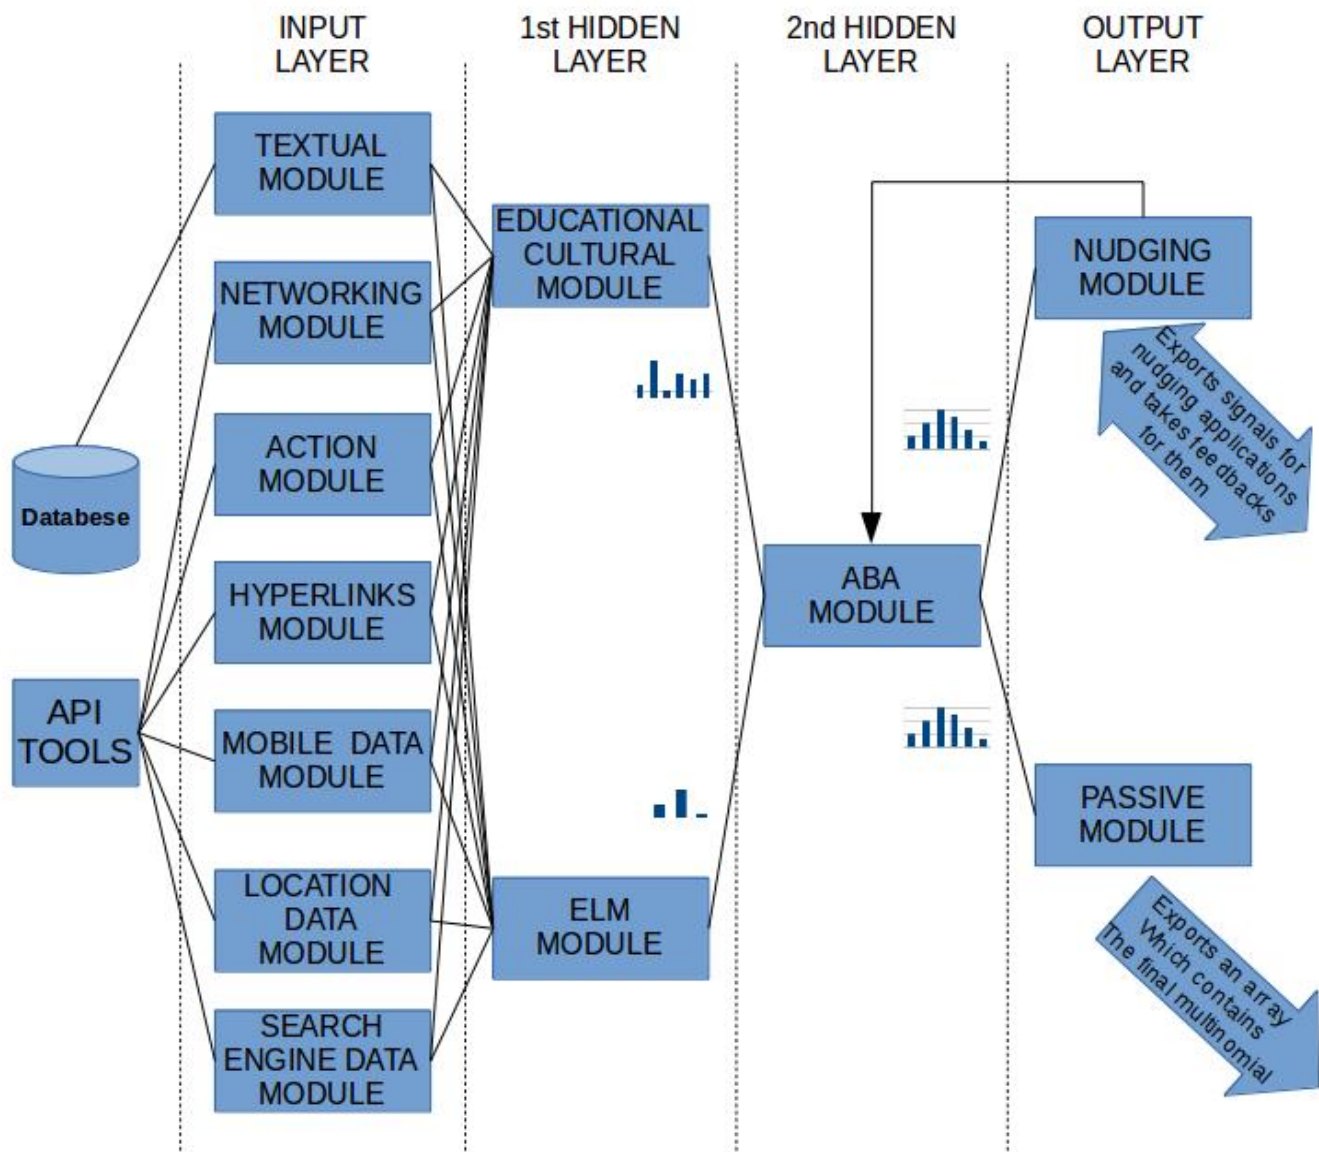 INPUT
LAYER
1st HIDDEN
LAYER
2nd HIDDEN
LAYER
OUTPUT
LAYER
TEXTUAL
MODULE
NETWORKING
MODULE
ACTION
MODULE
HYPERLINKS
MODULE
MOBILE DATA
MODULE
LOCATION
DATA
MODULE
SEARCH
ENGINE DATA
MODULE
Databese
API
TOOLS
EDUCATIONAL
CULTURAL
MODULE
ELM
MODULE
ABA
MODULE
NUDGING
MODULE
Exports signals for
nudging applications
and takes feedbacks
for them
PASSIVE
MODULE
Exports an array
Which contains
The final multinomial